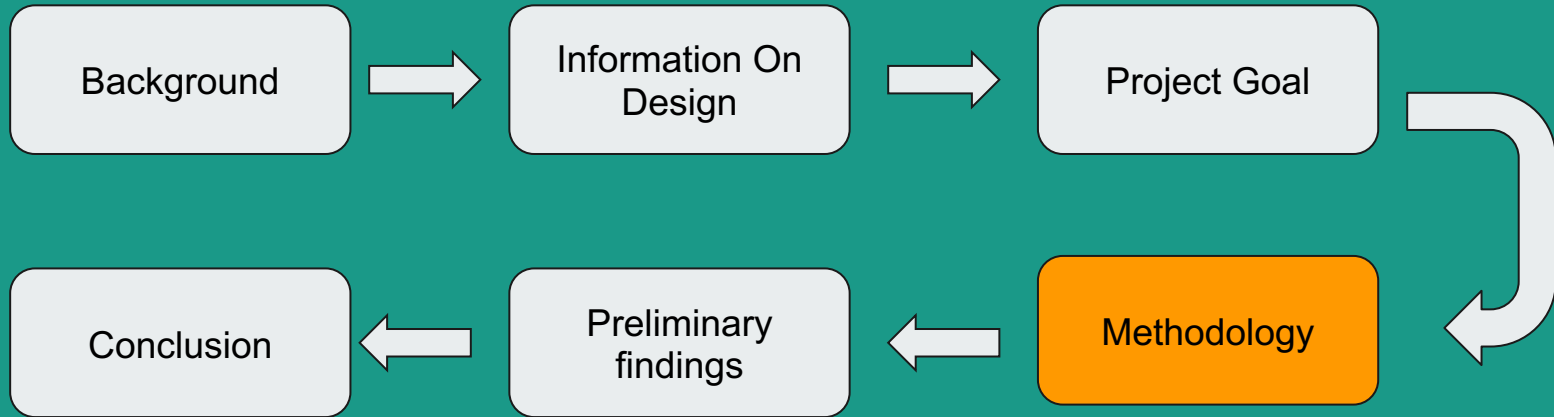 Background
Information On
Design
Project Goal
Methodology
Preliminary
findings
Conclusion